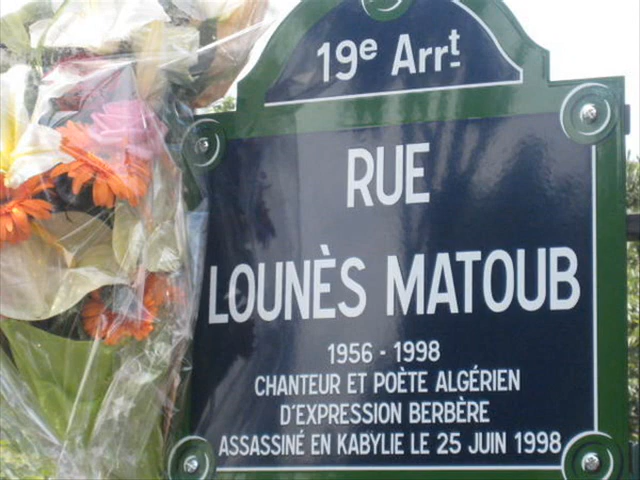 19e Arrt
RUE
LOUNÈS MATOUB
1956 - 1998
CHANTEUR ET POÈTE ALGÉRIEN
D'EXPRESSION BERBÈRE
ASSASSINÉ EN KABYLIE LE 25 JUIN 1998